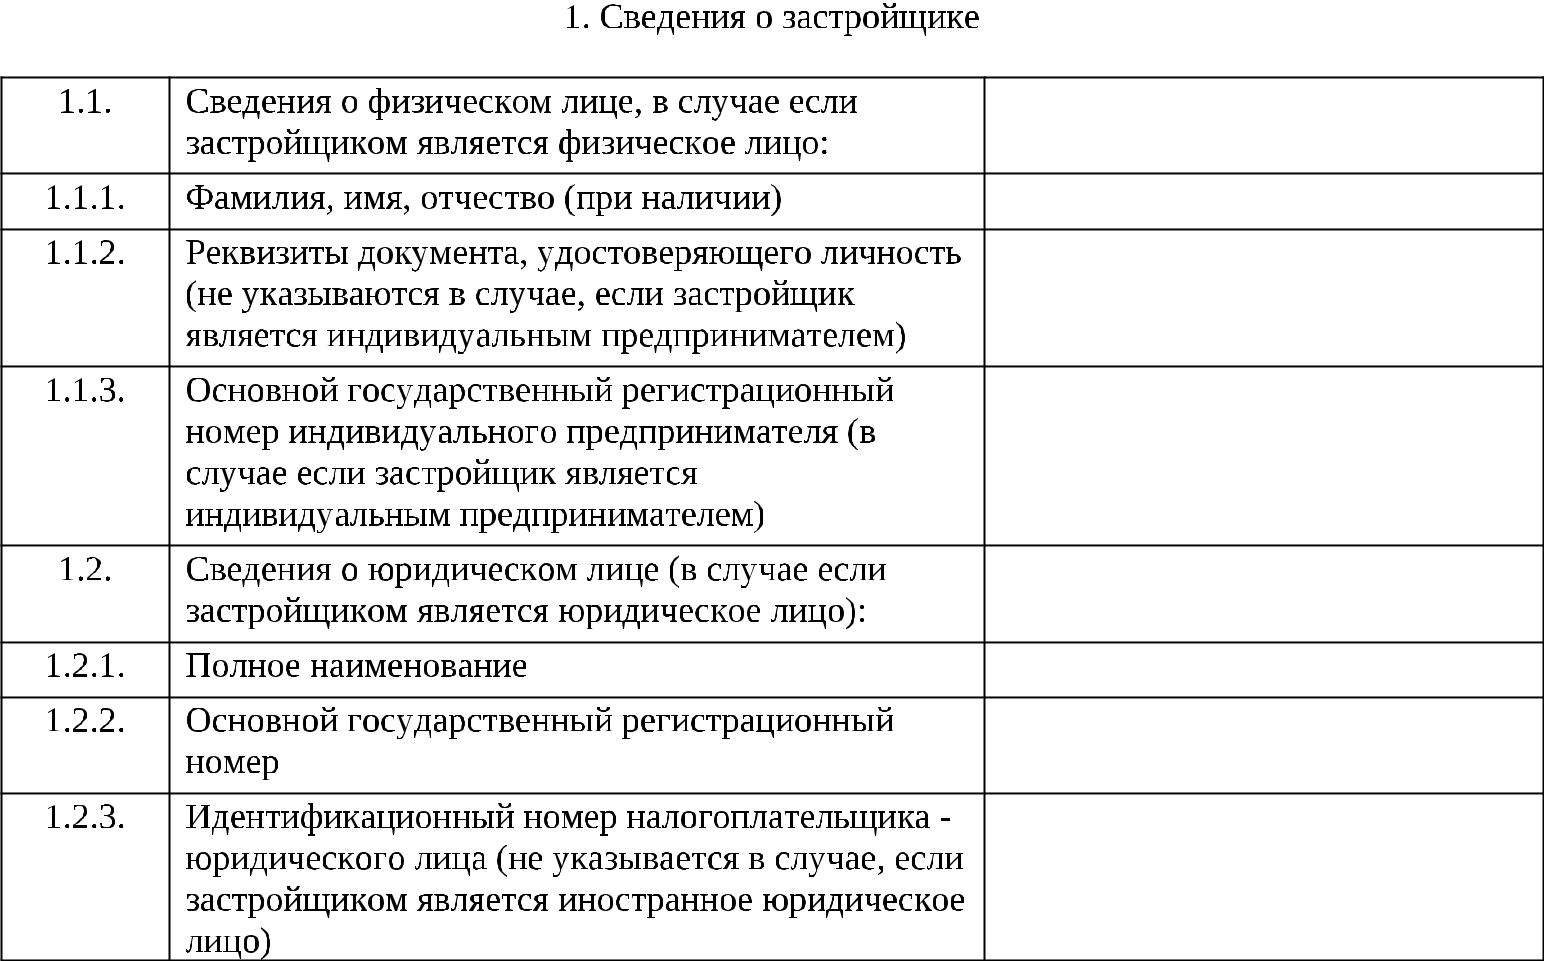 1. Сведения о застройщике
1.1.
Сведения о физическом лице, в случае если
застройщиком является физическое лицо:
1.1.1.
Фамилия, имя, отчество (при наличии)
1.1.2.
Реквизиты документа, удостоверяющего личность
(не указываются в случае, если застройщик
является индивидуальным предпринимателем)
1.1.3.
Основной государственный регистрационный
номер индивидуального предпринимателя (в
случае если застройщик является
индивидуальным предпринимателем)
1.2.
Сведения о юридическом лице (в случае если
застройщиком является юридическое лицо):
1.2.1.
Полное наименование
1.2.2.
Основной государственный регистрационный
номер
1.2.3.
Идентификационный номер налогоплательщика -
юридического лица (не указывается в случае, если
застройщиком является иностранное юридическое
лицо)